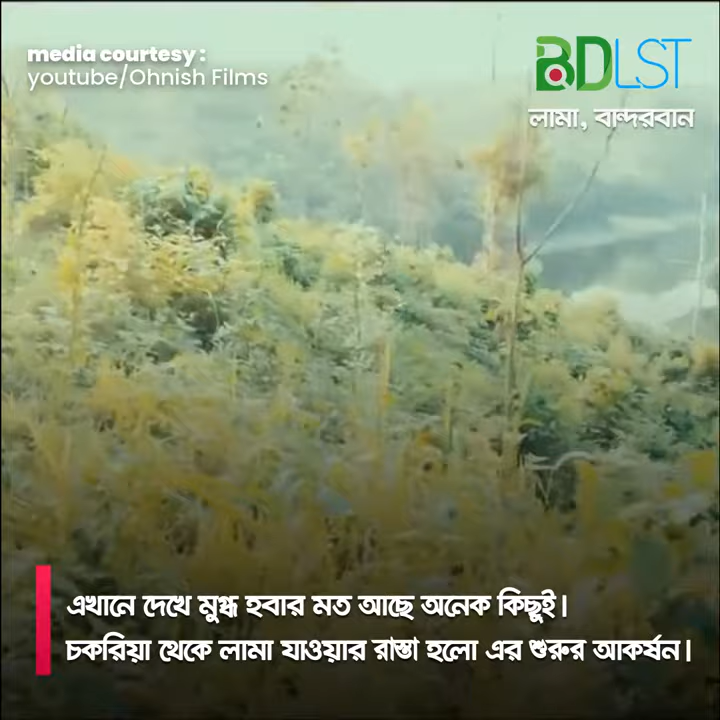 media courtesy :
youtube/Ohnish Films
BDLST
লামা, বান্দরবান
এখানে দেখে মুগ্ধ হবার মত আছে অনেক কিছুই।
চকরিয়া থেকে লামা যাওয়ার রাস্তা হলো এর শুরুর আকর্ষন।